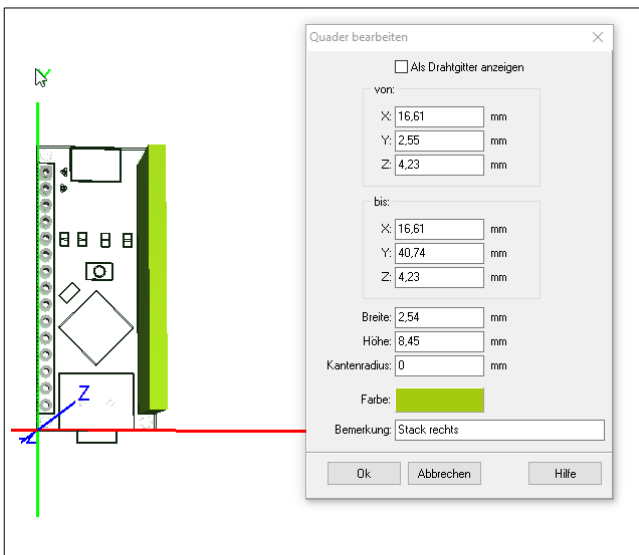 Quader bearbeiten
Als Drahtgitter anzeigen
von:
X: 16,61 mm
Y: 2,55 mm
Z: 4,23 mm
bis:
X: 16,61 mm
Y: 40,74 mm
Z: 4,23 mm
Breite: 2,54 mm
Höhe: 8,45 mm
Kantenradius: 0 mm
Farbe:
Bemerkung: Stack rechts
Ok Abbrechen Hilfe
Y
Z